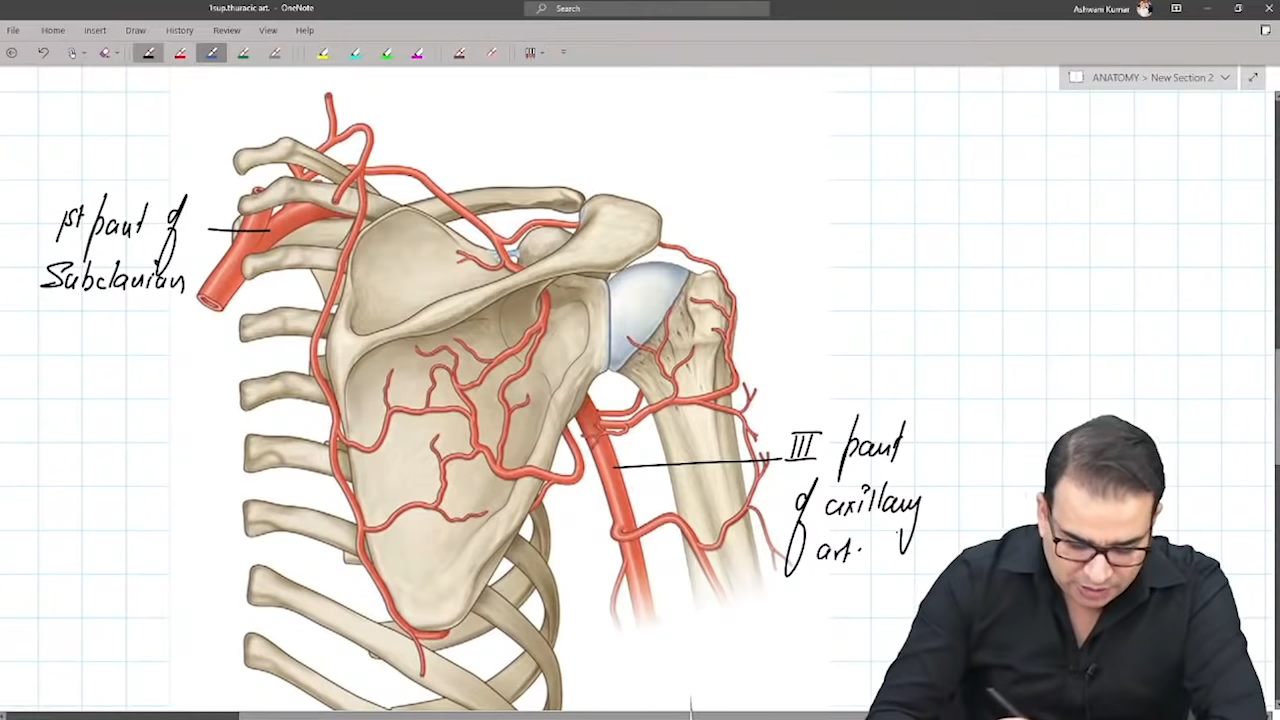 1sup.thuracic art. - OneNote
Search
Ashwani Kumar
File Home Insert Draw History Review View Help
ANATOMY > New Section 2
1st part of
Subclavian
III part
of axillary
art.